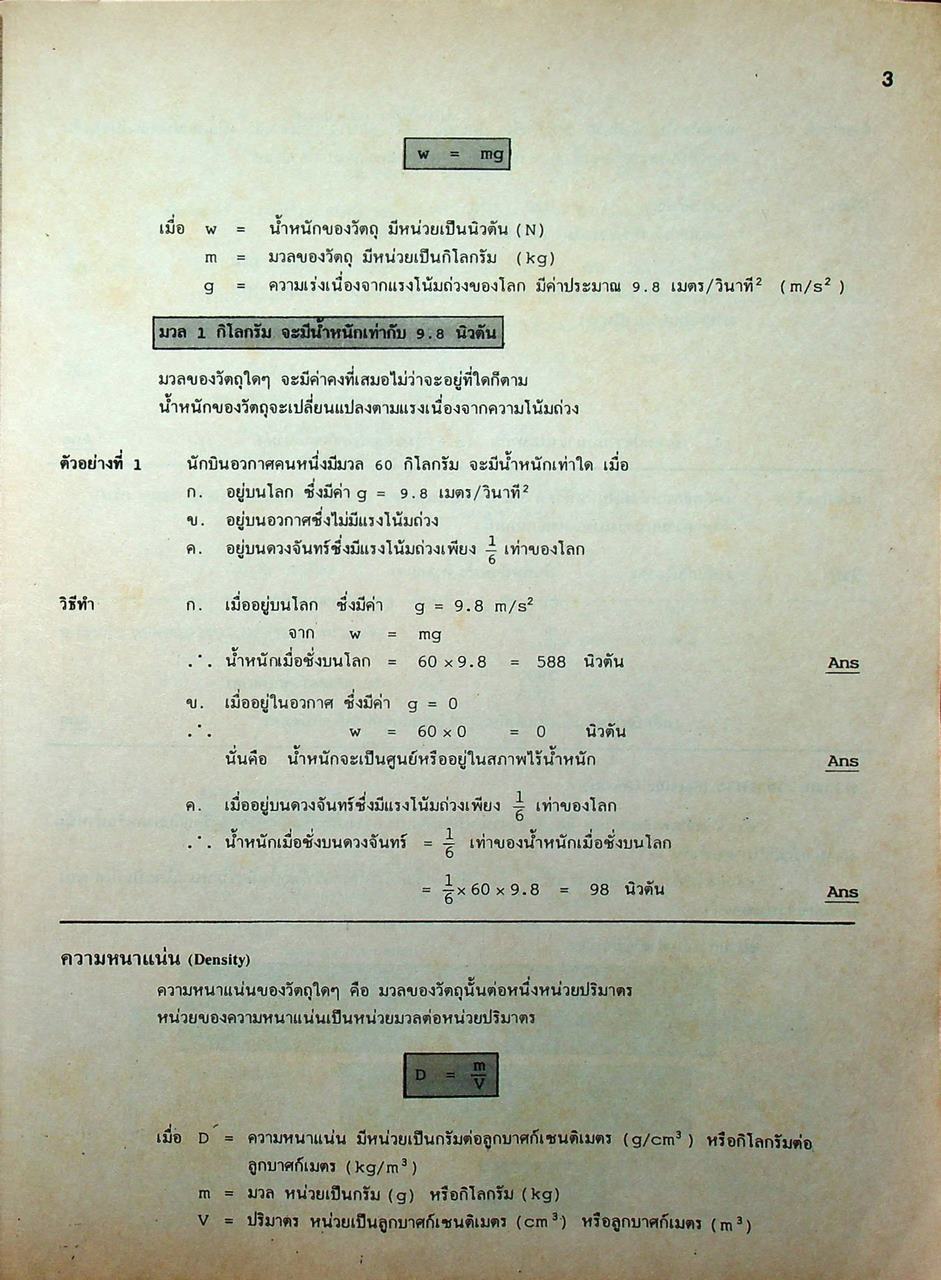 3
w = mg
เมื่อ w = น้ำหนักของวัตถุ มีหน่วยเป็นนิวตัน (N)
m = มวลของวัตถุ มีหน่วยเป็นกิโลกรัม (kg)
g = ความเร่งเนื่องจากแรงโน้มถ่วงของโลก มีค่าประมาณ 9.8 เมตร/วินาที² (m/s²)
มวล 1 กิโลกรัม จะมีน้ำหนักเท่ากับ 9.8 นิวตัน
มวลของวัตถุใดๆ จะมีค่าคงที่เสมอไม่ว่าจะอยู่ที่ใดก็ตาม
น้ำหนักของวัตถุจะเปลี่ยนแปลงตามแรงเนื่องจากความโน้มถ่วง
ตัวอย่างที่ 1 นักบินอวกาศคนหนึ่งมีมวล 60 กิโลกรัม จะมีน้ำหนักเท่าใด เมื่อ
ก. อยู่บนโลก ซึ่งมีค่า g = 9.8 เมตร/วินาที²
ข. อยู่บนอวกาศซึ่งไม่มีแรงโน้มถ่วง
ค. อยู่บนดวงจันทร์ซึ่งมีแรงโน้มถ่วงเพียง 1/6 เท่าของโลก
วิธีทำ ก. เมื่ออยู่บนโลก ซึ่งมีค่า g = 9.8 m/s²
จาก w = mg
∴ น้ำหนักเมื่อชั่งบนโลก = 60 × 9.8 = 588 นิวตัน Ans
ข. เมื่ออยู่ในอวกาศ ซึ่งมีค่า g = 0
∴ w = 60 × 0 = 0 นิวตัน
นั่นคือ น้ำหนักจะเป็นศูนย์หรืออยู่ในสภาพไร้น้ำหนัก Ans
ค. เมื่ออยู่บนดวงจันทร์ซึ่งมีแรงโน้มถ่วงเพียง 1/6 เท่าของโลก
∴ น้ำหนักเมื่อชั่งบนดวงจันทร์ = 1/6 เท่าของน้ำหนักเมื่อชั่งบนโลก
= 1/6 × 60 × 9.8 = 98 นิวตัน Ans
ความหนาแน่น (Density)
ความหนาแน่นของวัตถุใดๆ คือ มวลของวัตถุนั้นต่อหนึ่งหน่วยปริมาตร
หน่วยของความหนาแน่นเป็นหน่วยมวลต่อหน่วยปริมาตร
D = m/V
เมื่อ D = ความหนาแน่น มีหน่วยเป็นกรัมต่อลูกบาศก์เซนติเมตร (g/cm³) หรือกิโลกรัมต่อ
ลูกบาศก์เมตร (kg/m³)
m = มวล หน่วยเป็นกรัม (g) หรือกิโลกรัม (kg)
V = ปริมาตร หน่วยเป็นลูกบาศก์เซนติเมตร (cm³) หรือลูกบาศก์เมตร (m³)